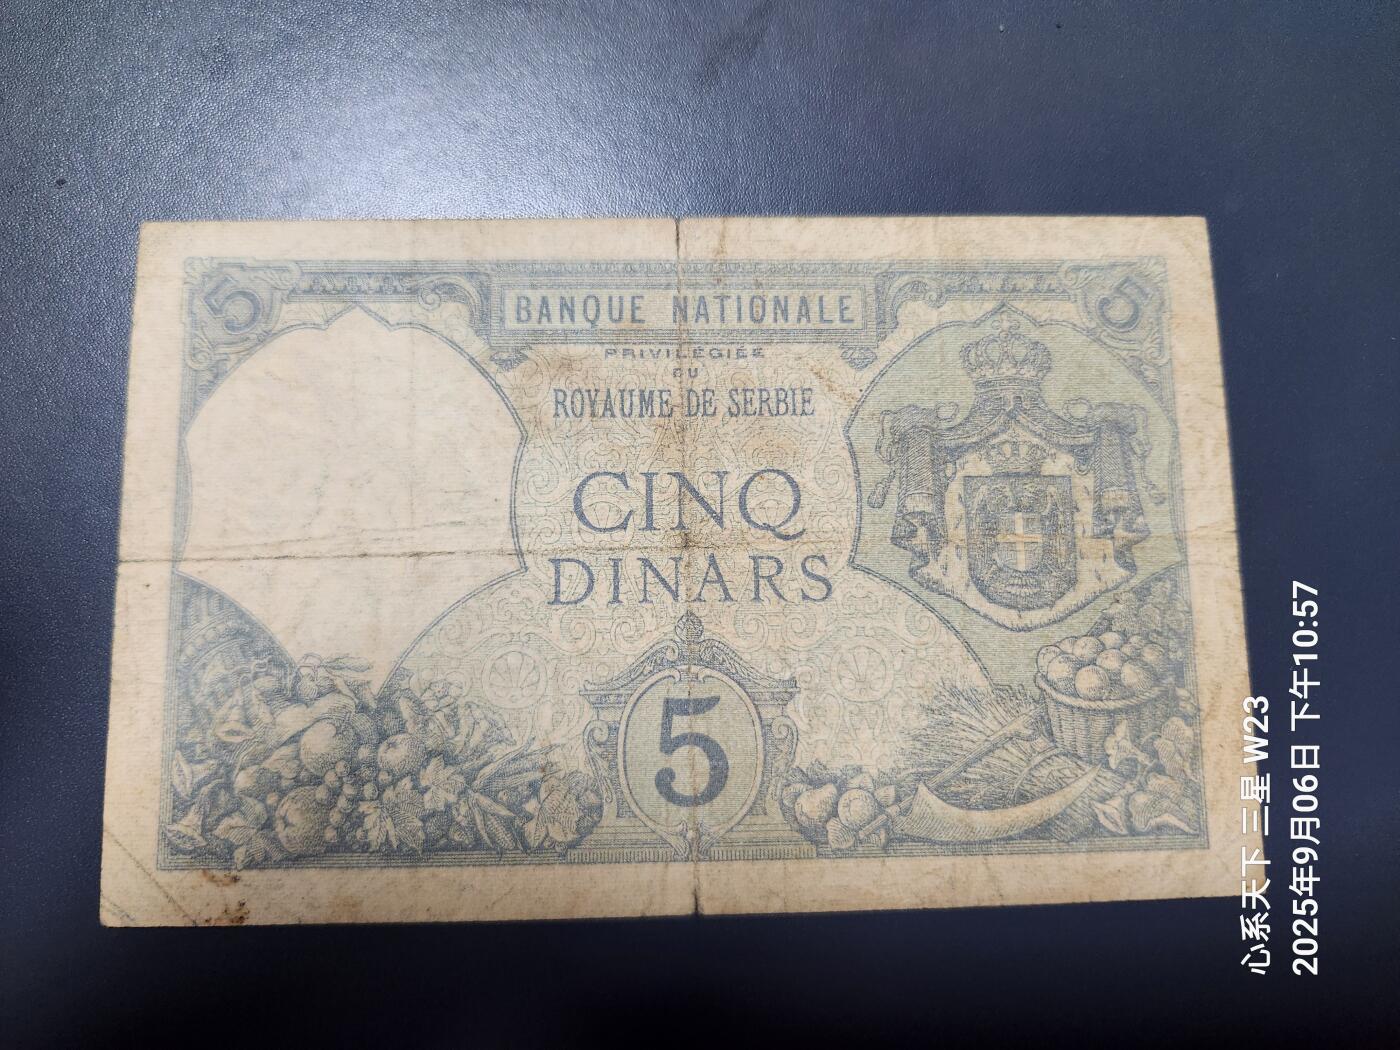 5
5
BANQUE NATIONALE
PRIVILÉGIÉE
DU
ROYAUME DE SERBIE
CINQ
DINARS
5
心系天下三星 W23
2025年9月06日 下午10:57